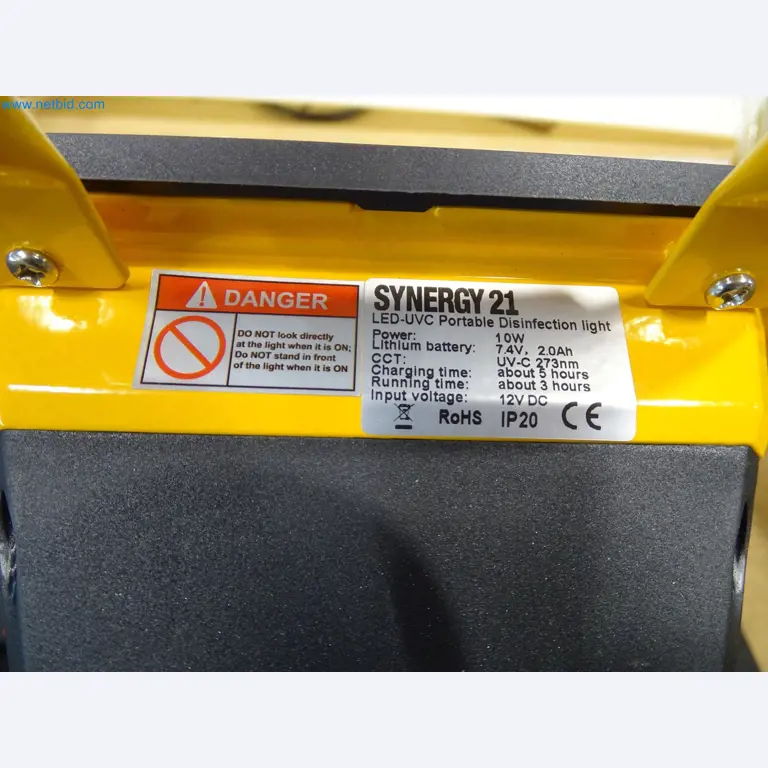 www.netbid.com
DANGER
DO NOT look directly
at the light when it is ON;
Do NOT stand in front
of the light when it is ON
SYNERGY 21
LED-UVC Portable Disinfection light
Power: 10W
Lithium battery: 7.4V, 2.0Ah
CCT: UV-C 273nm
Charging time: about 5 hours
Running time: about 3 hours
Input voltage: 12V DC
RoHS IP20 CE